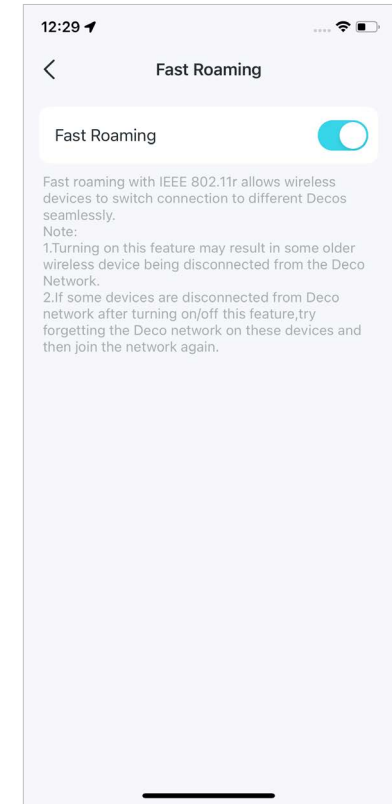 12:29
Fast Roaming
Fast Roaming
Fast roaming with IEEE 802.11r allows wireless
devices to switch connection to different Decos
seamlessly.
Note:
1.Turning on this feature may result in some older
wireless device being disconnected from the Deco
Network.
2.If some devices are disconnected from Deco
network after turning on/off this feature,try
forgetting the Deco network on these devices and
then join the network again.